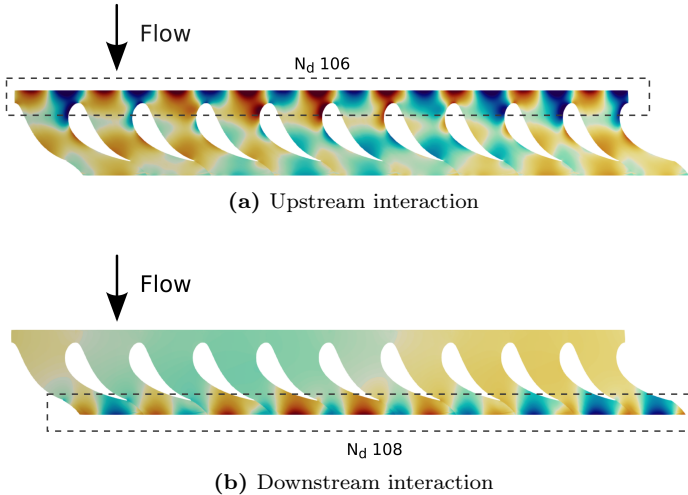 Flow
N_d 106
(a) Upstream interaction
Flow
N_d 108
(b) Downstream interaction